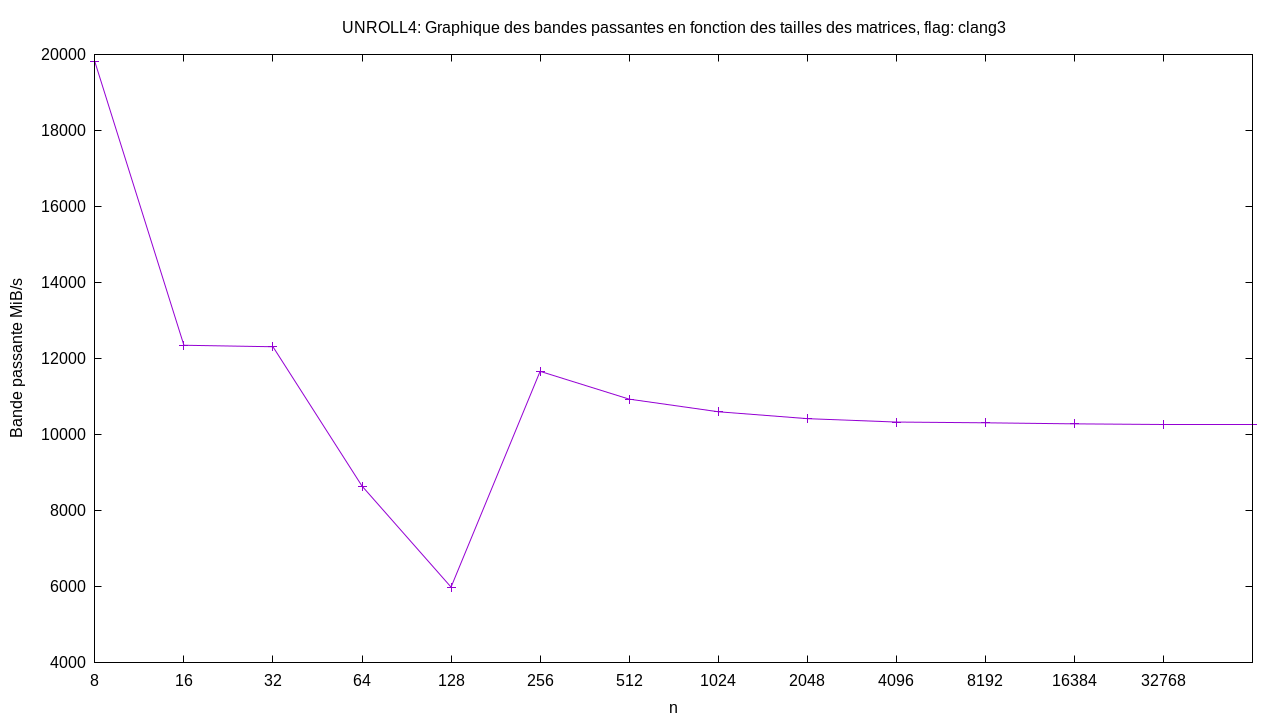 UNROLL4: Graphique des bandes passantes en fonction des tailles des matrices, flag: clang3
20000
18000
16000
14000
12000
10000
8000
6000
4000
Bande passante MiB/s
8 16 32 64 128 256 512 1024 2048 4096 8192 16384 32768
n